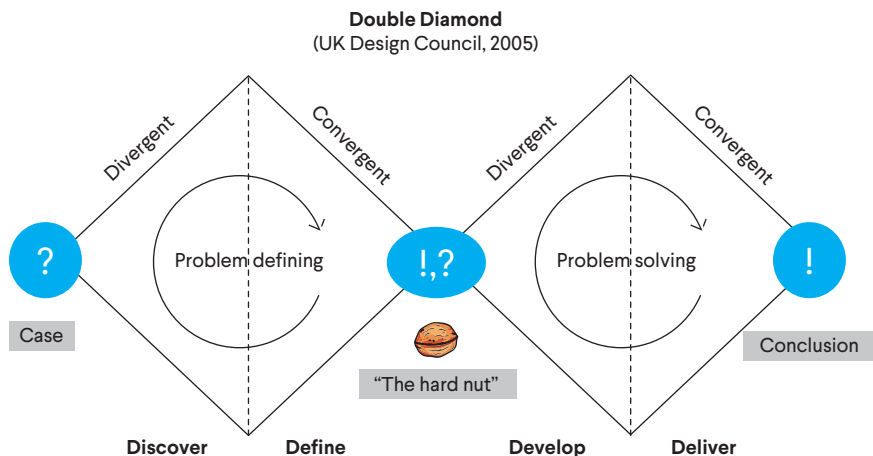 Double Diamond
(UK Design Council, 2005)
Divergent
Convergent
Divergent
Convergent
?
Problem defining
!,?
Problem solving
!
Case
"The hard nut"
Conclusion
Discover
Define
Develop
Deliver